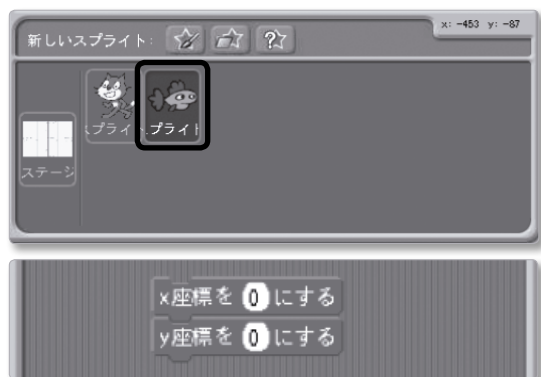 新しいスプライト:
x: -453 y: -87
スプライト プライト
ステージ
x座標を 0 にする
y座標を 0 にする